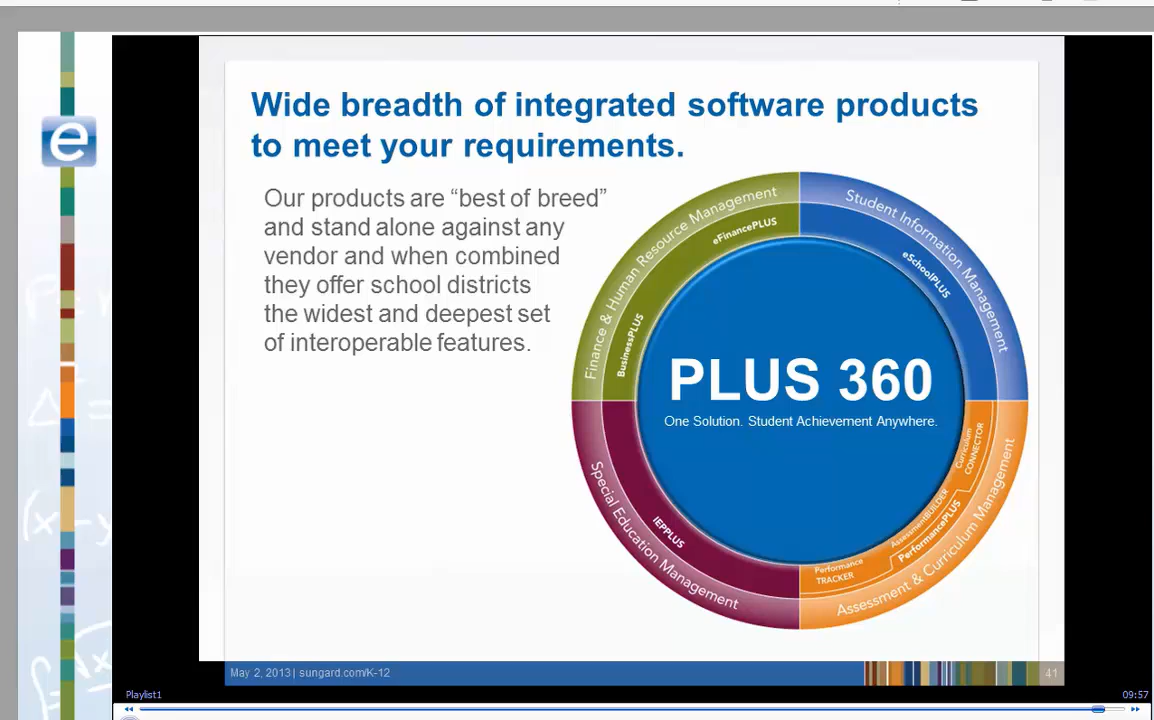 Wide breadth of integrated software products
to meet your requirements.
Our products are “best of breed”
and stand alone against any
vendor and when combined
they offer school districts
the widest and deepest set
of interoperable features.
Finance & Human Resource Management
eFinancePLUS
BusinessPLUS
Student Information Management
eSchoolPLUS
PLUS 360
One Solution. Student Achievement Anywhere.
Special Education Management
IEPPLUS
Assessment & Curriculum Management
Curriculum
CONNECTOR
AssessmentBUILDER
PerformancePLUS
Performance
TRACKER
May 2, 2013 | sungard.com/K-12
41
Playlist1
09:57
e